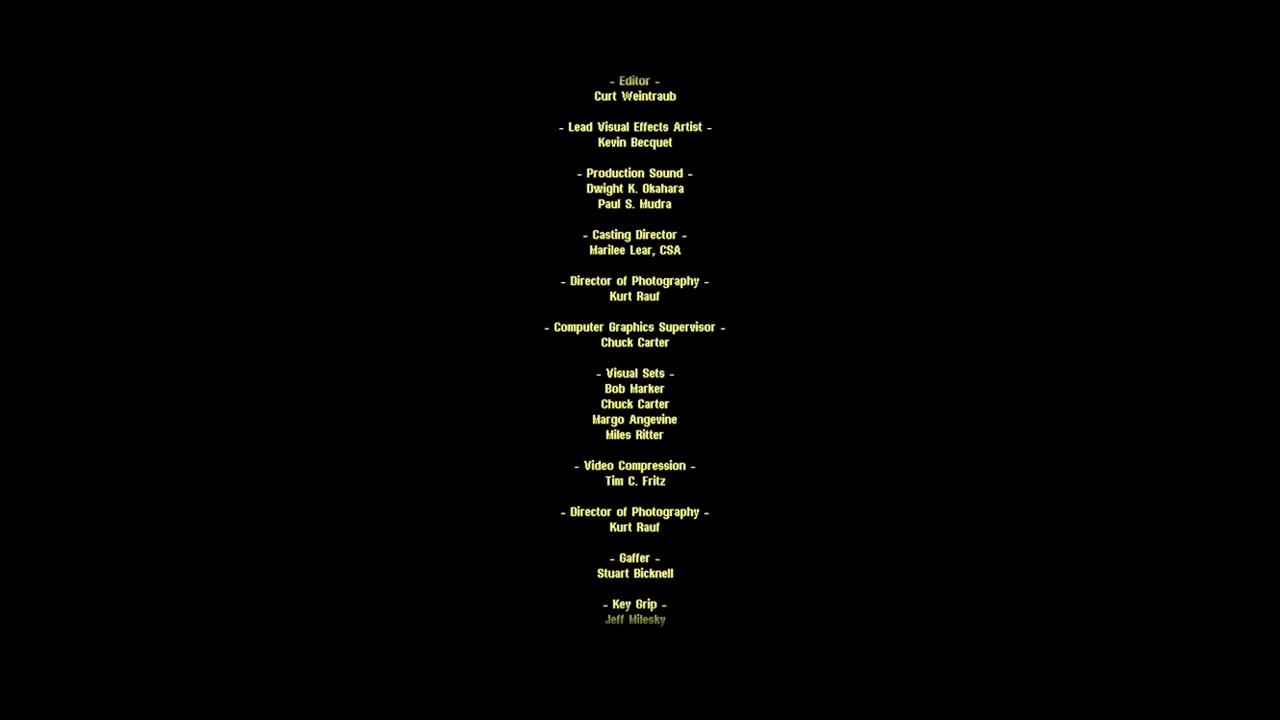 - Editor -
Curt Weintraub
- Lead Visual Effects Artist -
Kevin Becquet
- Production Sound -
Dwight K. Okahara
Paul S. Mudra
- Casting Director -
Marilee Lear, CSA
- Director of Photography -
Kurt Rauf
- Computer Graphics Supervisor -
Chuck Carter
- Visual Sets -
Bob Marker
Chuck Carter
Margo Angevine
Miles Ritter
- Video Compression -
Tim C. Fritz
- Director of Photography -
Kurt Rauf
- Gaffer -
Stuart Bicknell
- Key Grip -
Jeff Milesky